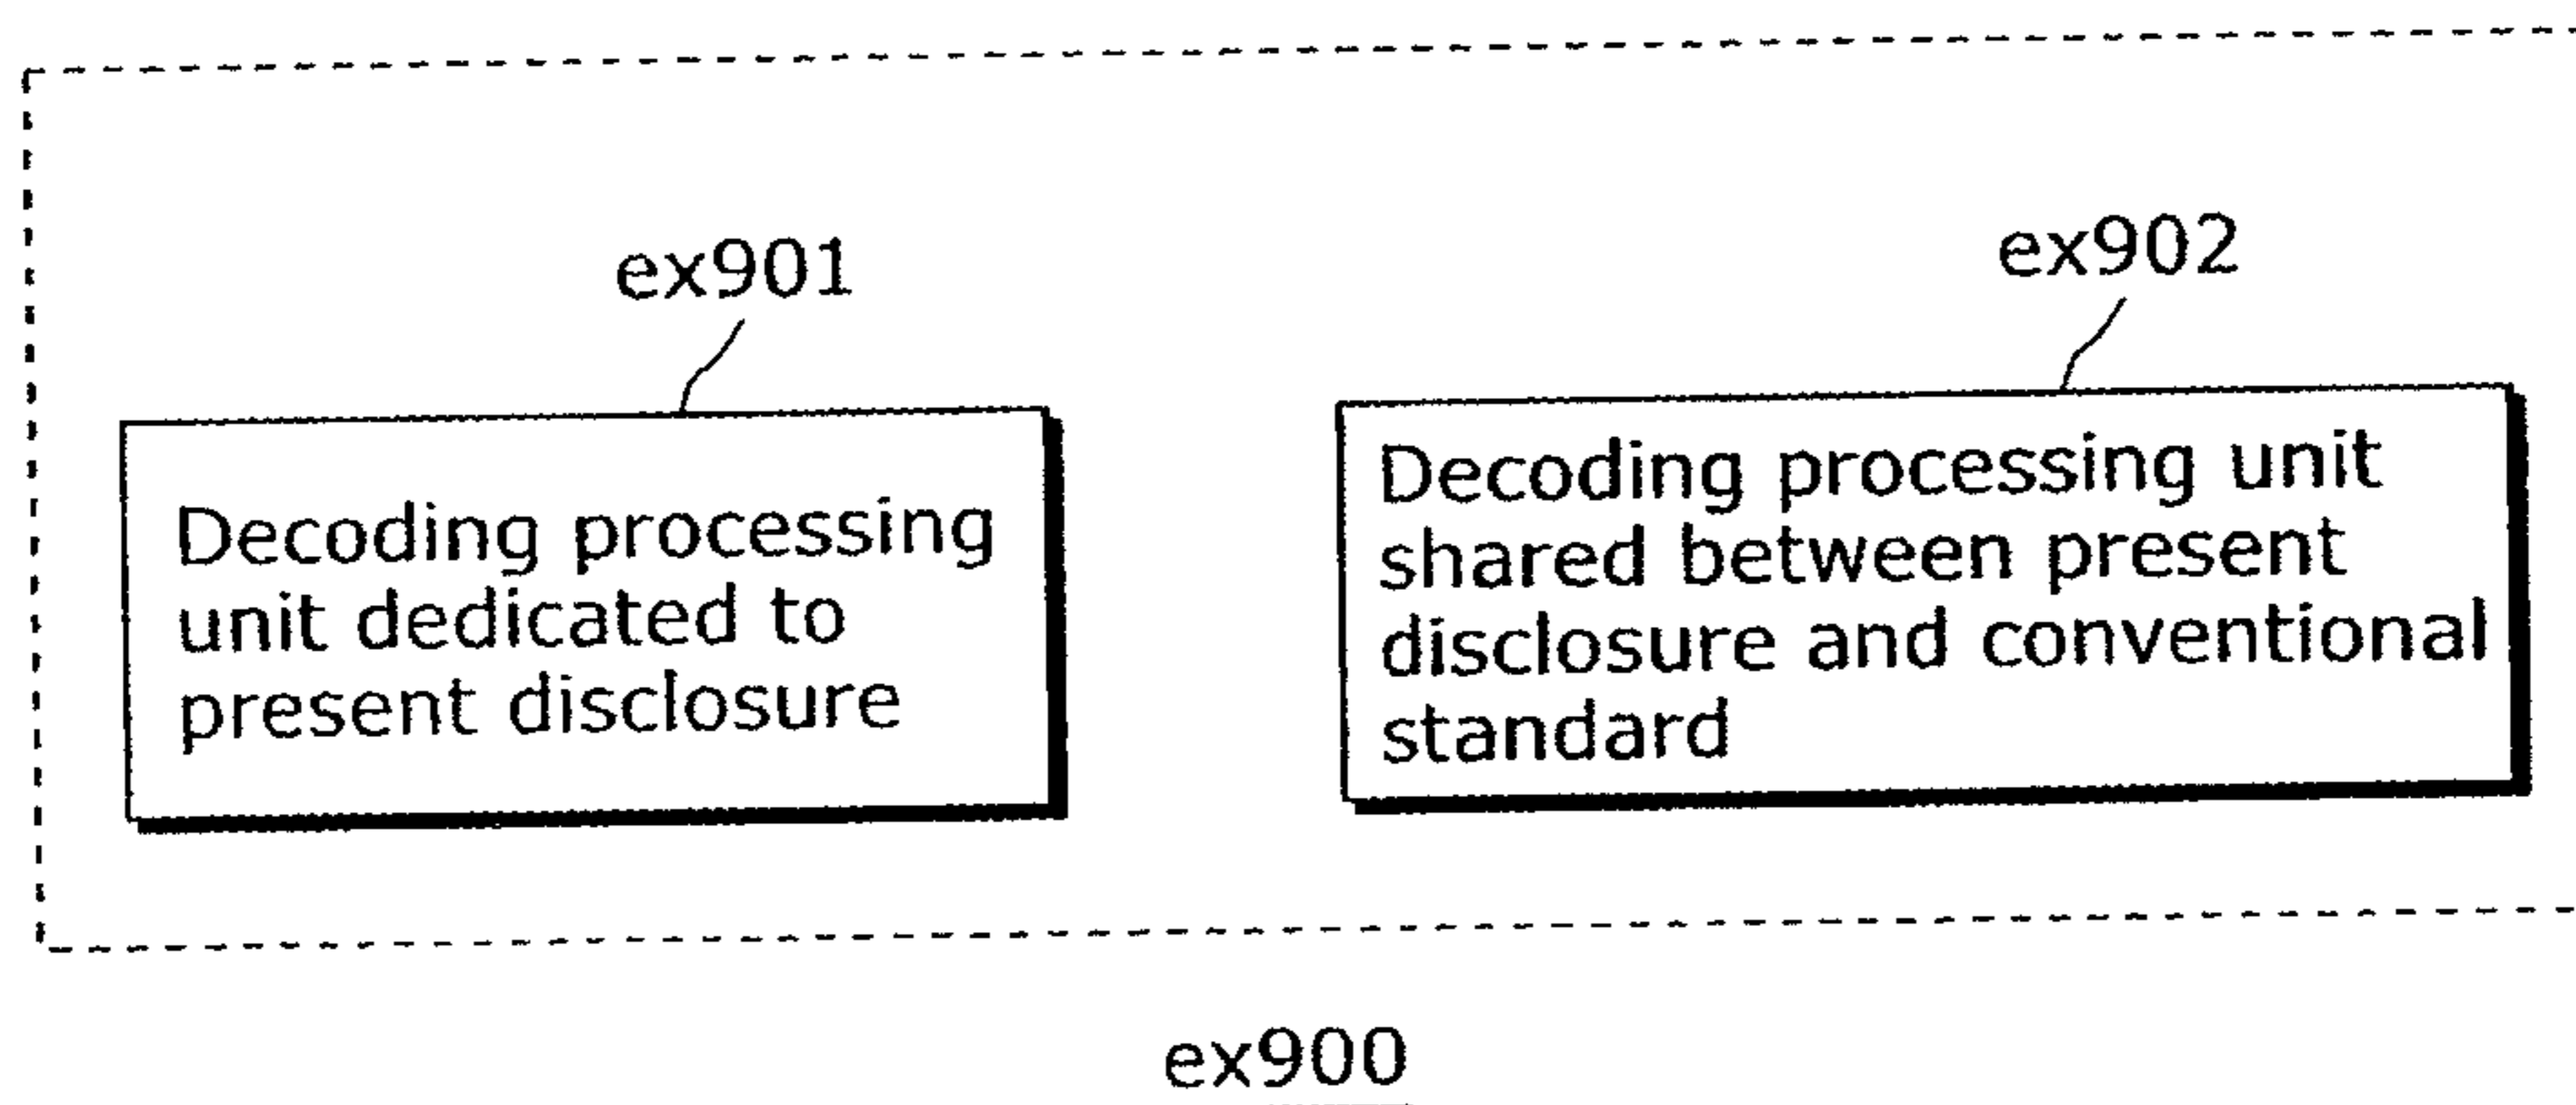 ex901
Decoding processing
unit dedicated to
present disclosure
ex902
Decoding processing unit
shared between present
disclosure and conventional
standard
ex900